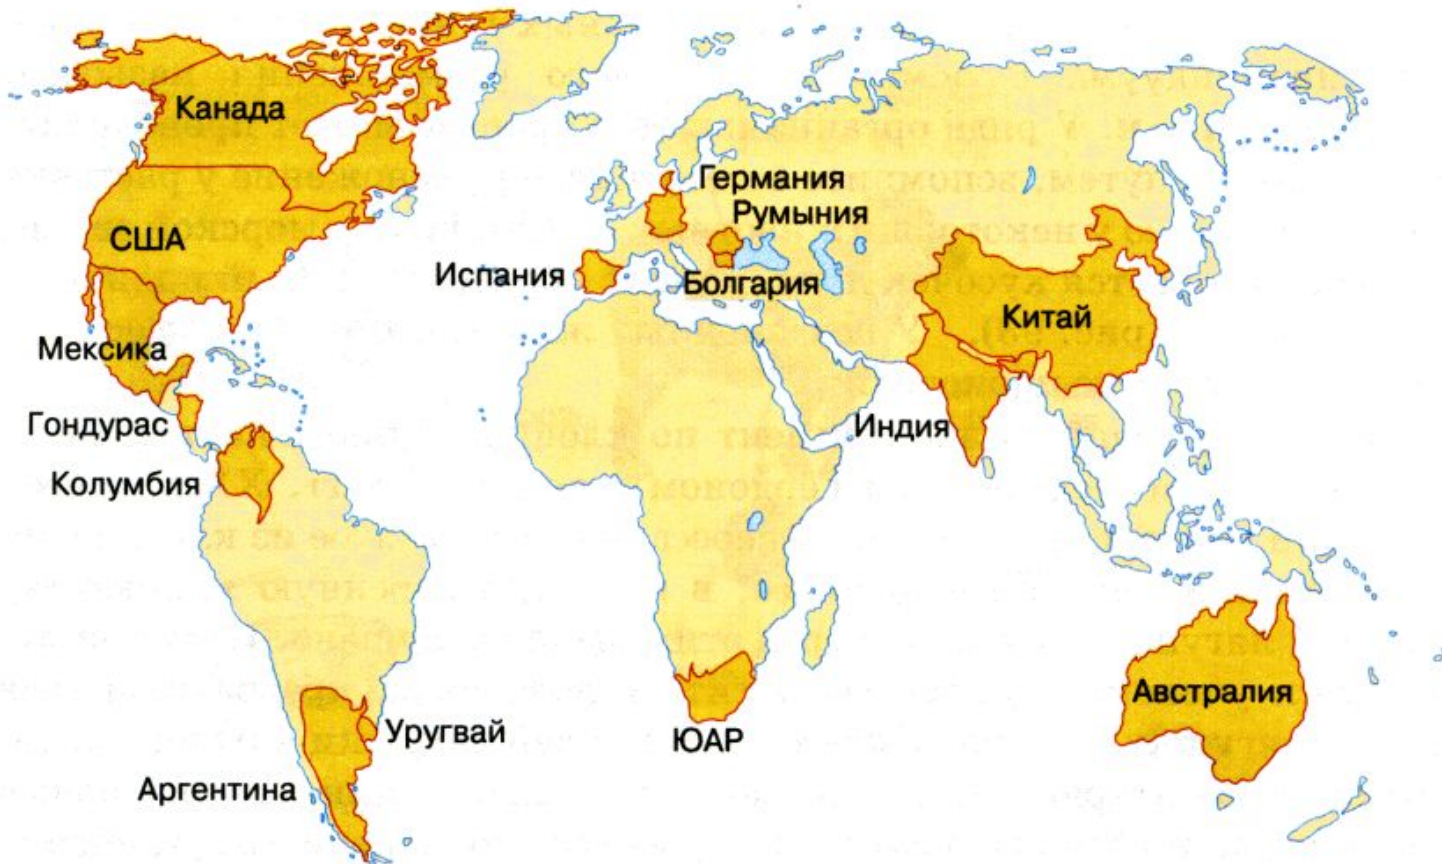 Канада
Германия
Румыния
США
Испания
Болгария
Китай
Мексика
Гондурас
Индия
Колумбия
Австралия
Уругвай
ЮАР
Аргентина